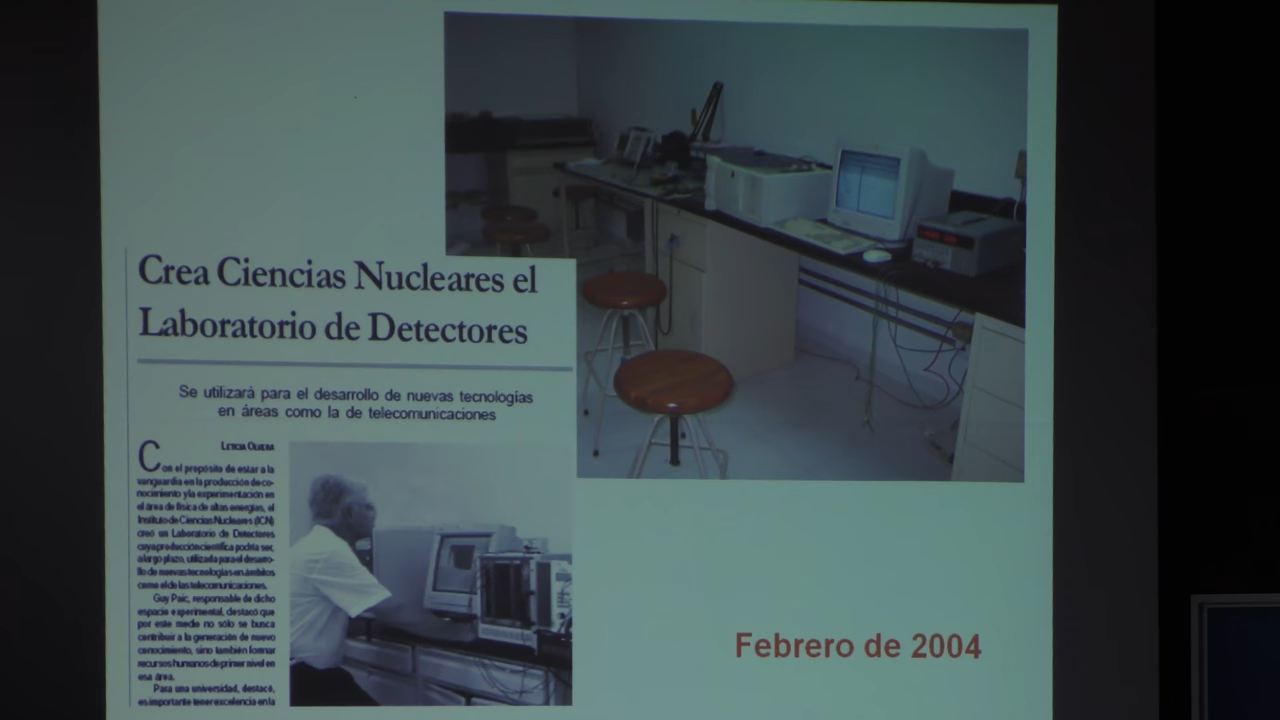 Crea Ciencias Nucleares el
Laboratorio de Detectores
Se utilizará para el desarrollo de nuevas tecnologías
en áreas como la de telecomunicaciones
LETICIA OLVERA
Con el propósito de estar a la
vanguardia en la producción de co-
nocimiento y la experimentación en
el área de física de altas energías, el
Instituto de Ciencias Nucleares (ICN)
creó un Laboratorio de Detectores
cuya producción científica podría ser,
a largo plazo, utilizada para el desarro-
llo de nuevas tecnologías en ámbitos
como el de las telecomunicaciones.
Guy Paic, responsable de dicho
espacio experimental, destacó que
por este medio no sólo se busca
contribuir a la generación de nuevo
conocimiento, sino también formar
recursos humanos de primer nivel en
esa área.
Para una universidad, destacó,
es importante tener excelencia en la
Febrero de 2004